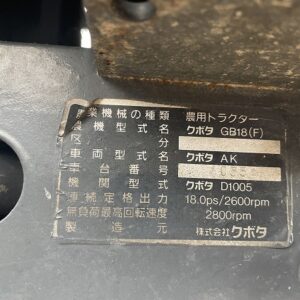 農業機械の種類 農用トラクター
農機型式名 クボタ GB18(F)
区分
車両型式名 クボタ AK
車台番号
機関型式名 クボタ D1005
連続定格出力 18.0ps/2600rpm
無負荷最高回転速度 2800rpm
製造元 株式会社クボタ